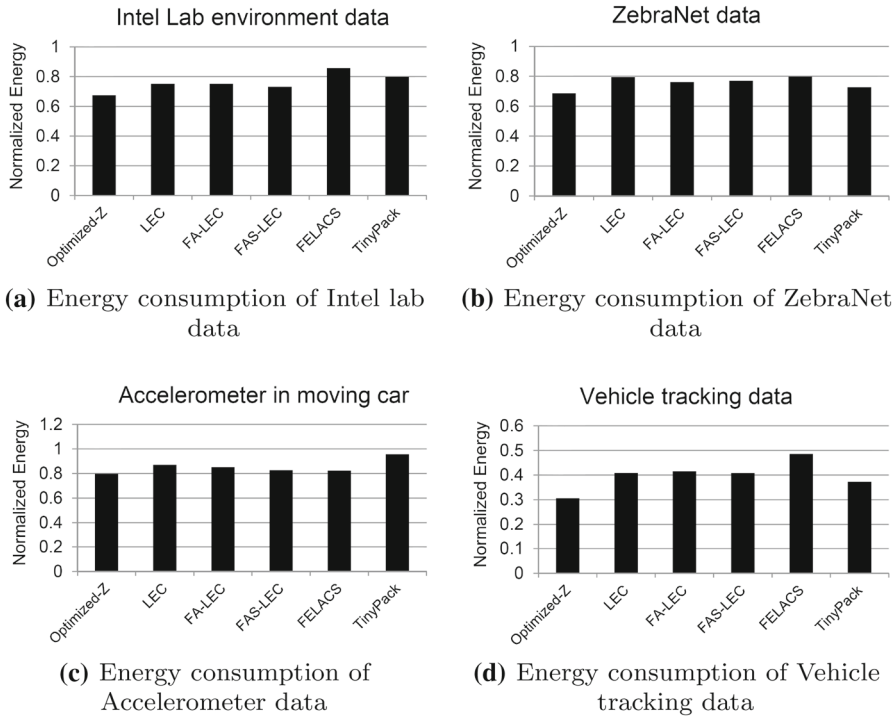 Intel Lab environment data
Normalized Energy
1
0.8
0.6
0.4
0.2
0
Optimized-Z
LEC
FA-LEC
FAS-LEC
FELACS
TinyPack
(a) Energy consumption of Intel lab
data
ZebraNet data
Normalized Energy
1
0.8
0.6
0.4
0.2
0
Optimized-Z
LEC
FA-LEC
FAS-LEC
FELACS
TinyPack
(b) Energy consumption of ZebraNet
data
Accelerometer in moving car
Normalized Energy
1.2
1
0.8
0.6
0.4
0.2
0
Optimized-Z
LEC
FA-LEC
FAS-LEC
FELACS
TinyPack
(c) Energy consumption of
Accelerometer data
Vehicle tracking data
Normalized Energy
0.6
0.5
0.4
0.3
0.2
0.1
0
Optimized-Z
LEC
FA-LEC
FAS-LEC
FELACS
TinyPack
(d) Energy consumption of Vehicle
tracking data